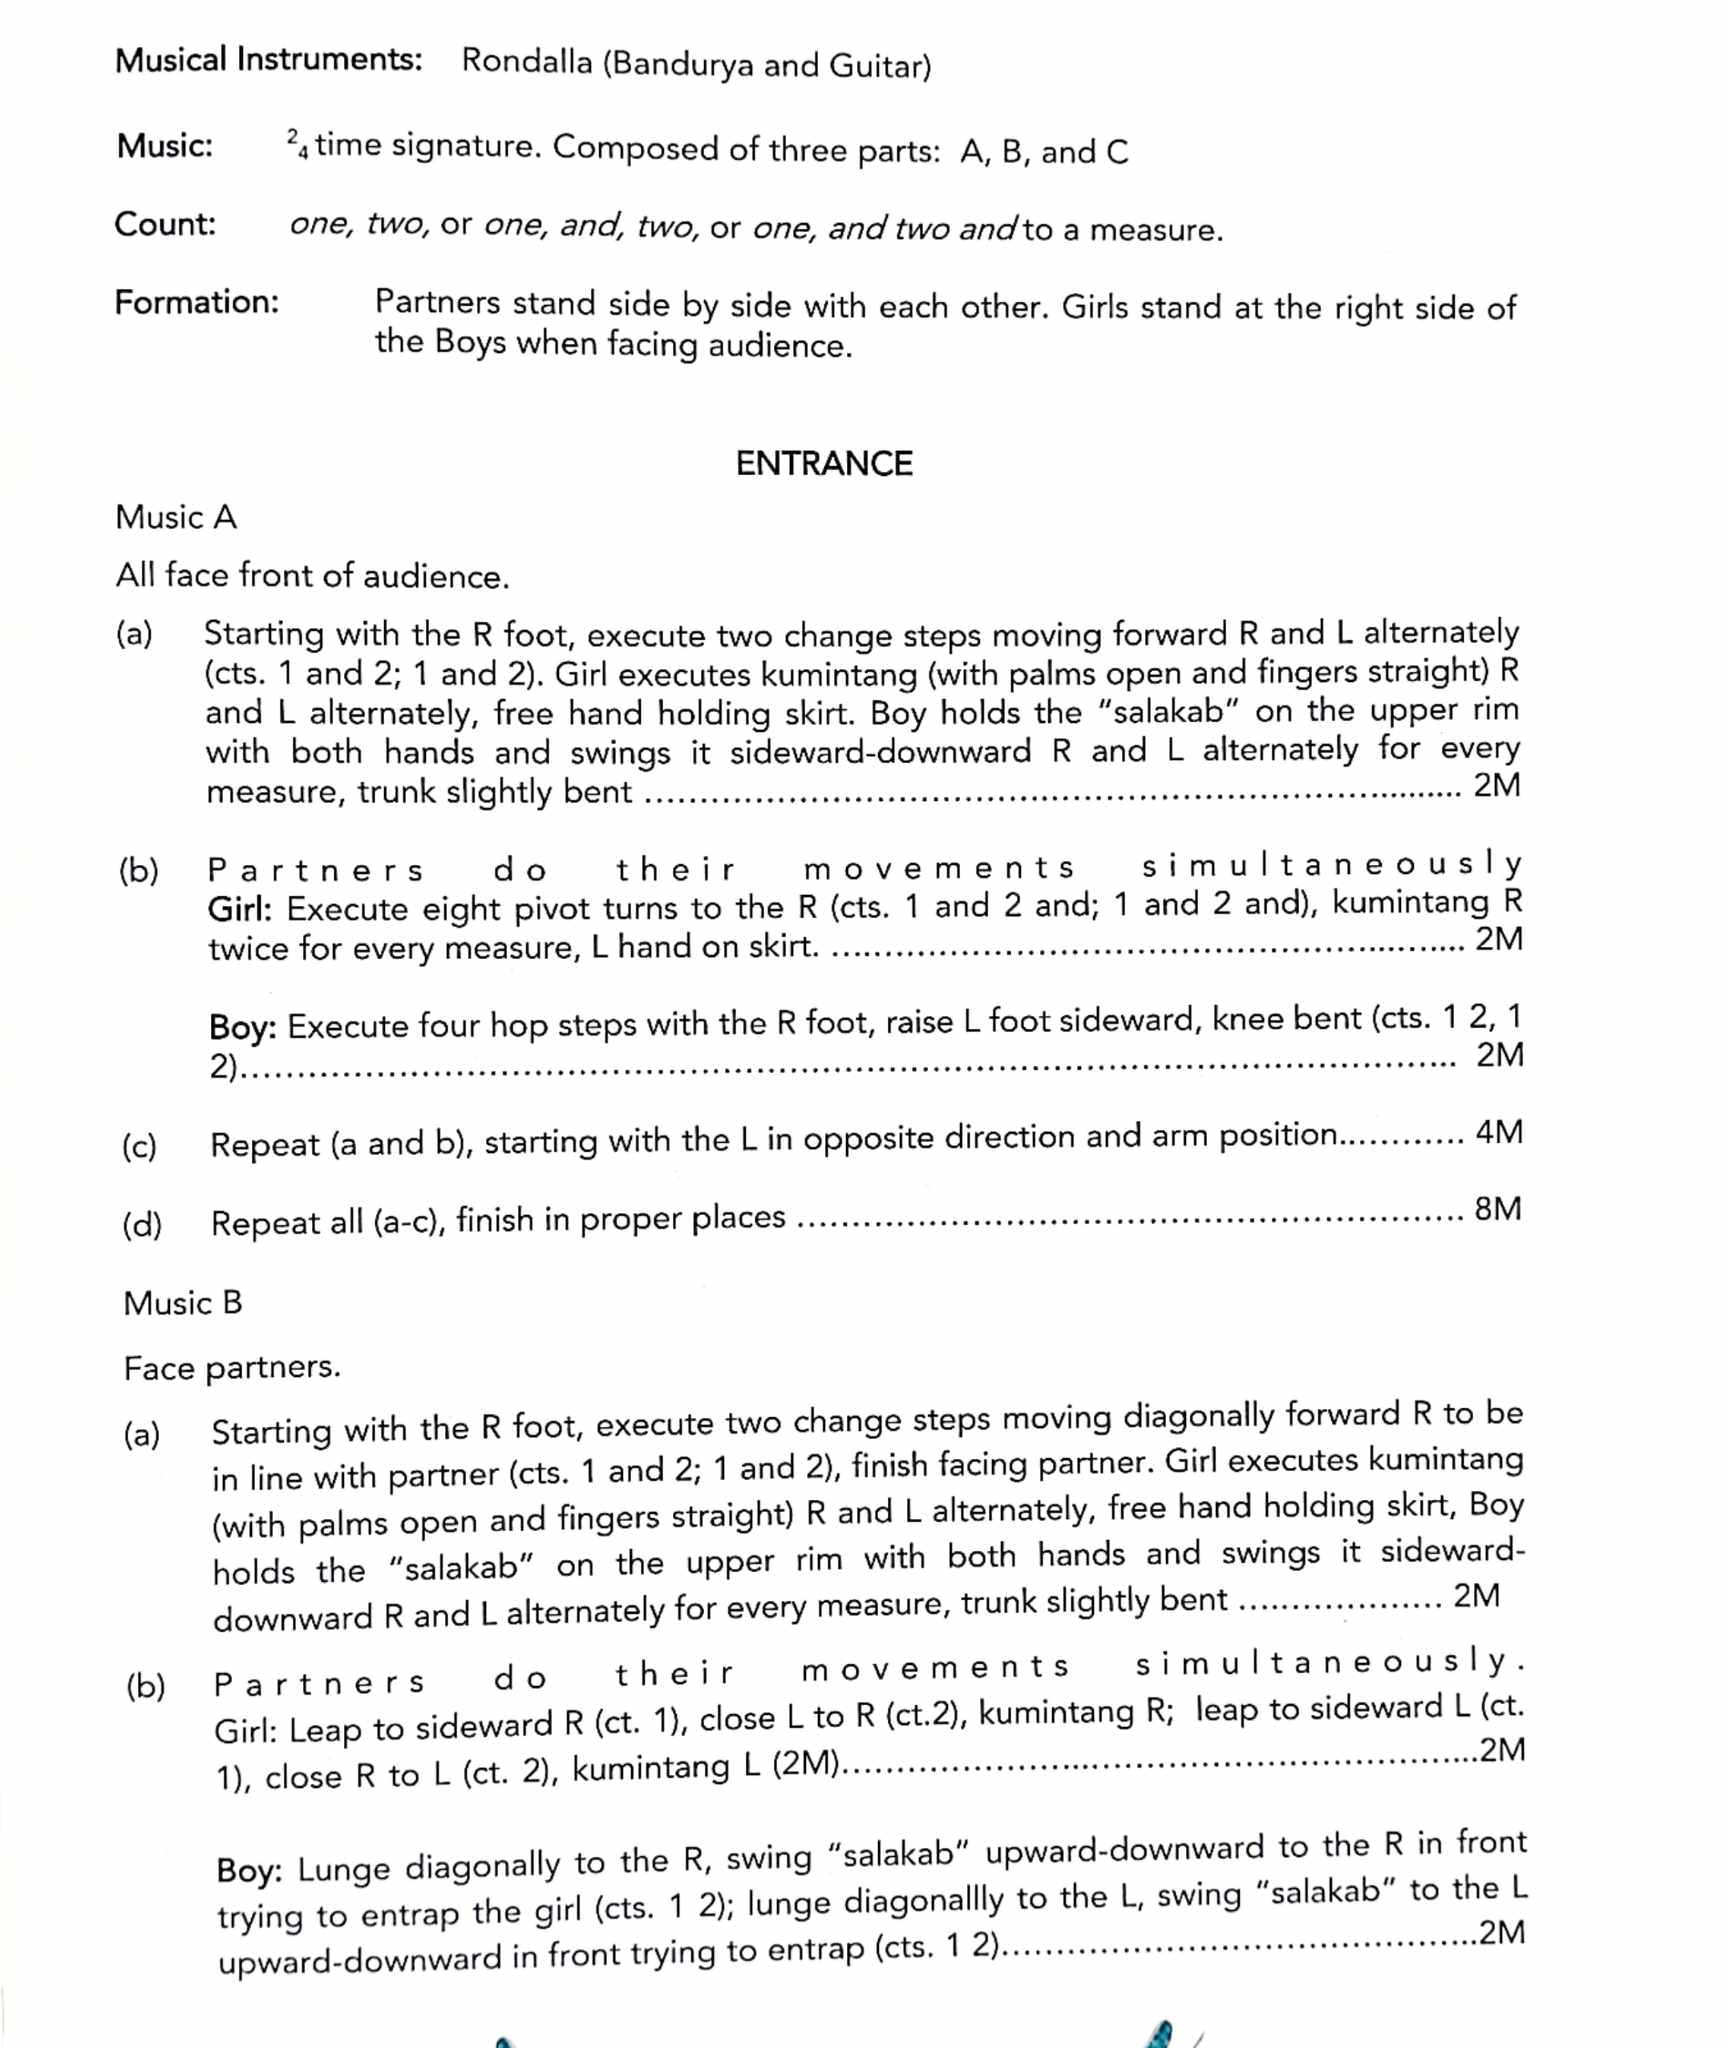 Musical Instruments: Rondalla (Bandurya and Guitar)
Music: 2/4 time signature. Composed of three parts: A, B, and C
Count: one, two, or one, and, two, or one, and two and to a measure.
Formation: Partners stand side by side with each other. Girls stand at the right side of
the Boys when facing audience.
ENTRANCE
Music A
All face front of audience.
(a) Starting with the R foot, execute two change steps moving forward R and L alternately
(cts. 1 and 2; 1 and 2). Girl executes kumintang (with palms open and fingers straight) R
and L alternately, free hand holding skirt. Boy holds the “salakab” on the upper rim
with both hands and swings it sideward-downward R and L alternately for every
measure, trunk slightly bent ........................................ 2M
(b) Partners do their movements simultaneously
Girl: Execute eight pivot turns to the R (cts. 1 and 2 and; 1 and 2 and), kumintang R
twice for every measure, L hand on skirt. ........................................ 2M
Boy: Execute four hop steps with the R foot, raise L foot sideward, knee bent (cts. 1 2, 1
2)........................................ 2M
(c) Repeat (a and b), starting with the L in opposite direction and arm position............ 4M
(d) Repeat all (a-c), finish in proper places ........................................ 8M
Music B
Face partners.
(a) Starting with the R foot, execute two change steps moving diagonally forward R to be
in line with partner (cts. 1 and 2; 1 and 2), finish facing partner. Girl executes kumintang
(with palms open and fingers straight) R and L alternately, free hand holding skirt, Boy
holds the “salakab” on the upper rim with both hands and swings it sideward-
downward R and L alternately for every measure, trunk slightly bent .................. 2M
(b) Partners do their movements simultaneously.
Girl: Leap to sideward R (ct. 1), close L to R (ct.2), kumintang R; leap to sideward L (ct.
1), close R to L (ct. 2), kumintang L (2M)........................................2M
Boy: Lunge diagonally to the R, swing “salakab” upward-downward to the R in front
trying to entrap the girl (cts. 1 2); lunge diagonallly to the L, swing “salakab” to the L
upward-downward in front trying to entrap (cts. 1 2)........................................2M